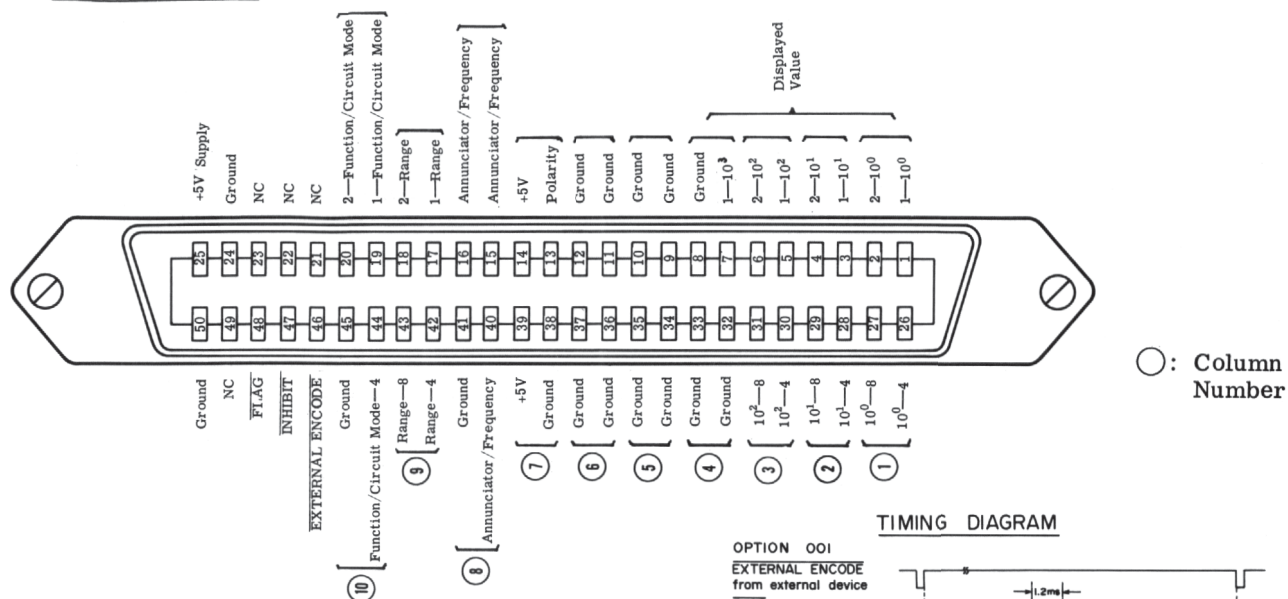 +5V Supply
Ground
NC
NC
NC
2—Function/Circuit Mode
1—Function/Circuit Mode
2—Range
1—Range
Annunciator/Frequency
Annunciator/Frequency
+5V
Polarity
Ground
Ground
Ground
Ground
Ground
1—10³
2—10²
1—10²
2—10¹
1—10¹
2—10⁰
1—10⁰
Displayed
Value
25 24 23 22 21 20 19 18 17 16 15 14 13 12 11 10 9 8 7 6 5 4 3 2 1
50 49 48 47 46 45 44 43 42 41 40 39 38 37 36 35 34 33 32 31 30 29 28 27 26
Ground
NC
FLAG
INHIBIT
EXTERNAL ENCODE
Ground
Function/Circuit Mode—4
Range—8
Range—4
Ground
Annunciator/Frequency
+5V
Ground
Ground
Ground
Ground
Ground
Ground
Ground
10²—8
10²—4
10¹—8
10¹—4
10⁰—8
10⁰—4
10 9 8 7 6 5 4 3 2 1
: Column
Number
TIMING DIAGRAM
OPTION 001
EXTERNAL ENCODE
from external device
1.2ms